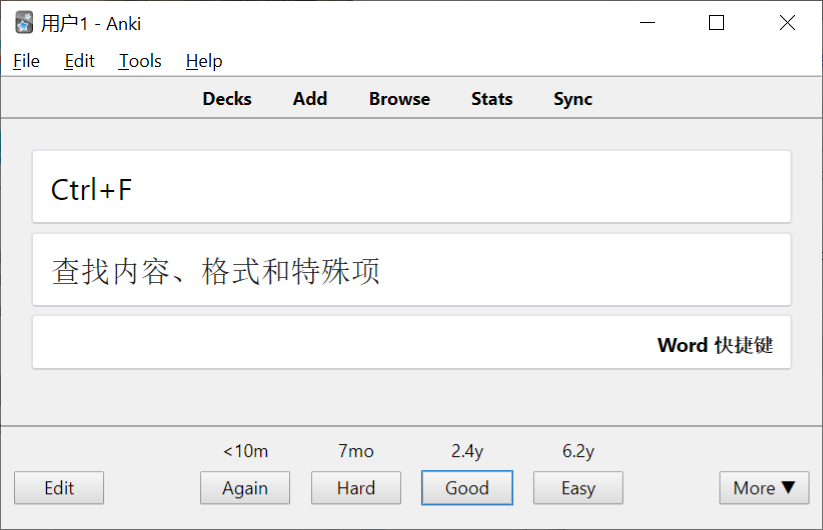 用户1 - Anki
File Edit Tools Help
Decks Add Browse Stats Sync
Ctrl+F
查找内容、格式和特殊项
Word 快捷键
<10m 7mo 2.4y 6.2y
Edit Again Hard Good Easy More ▼